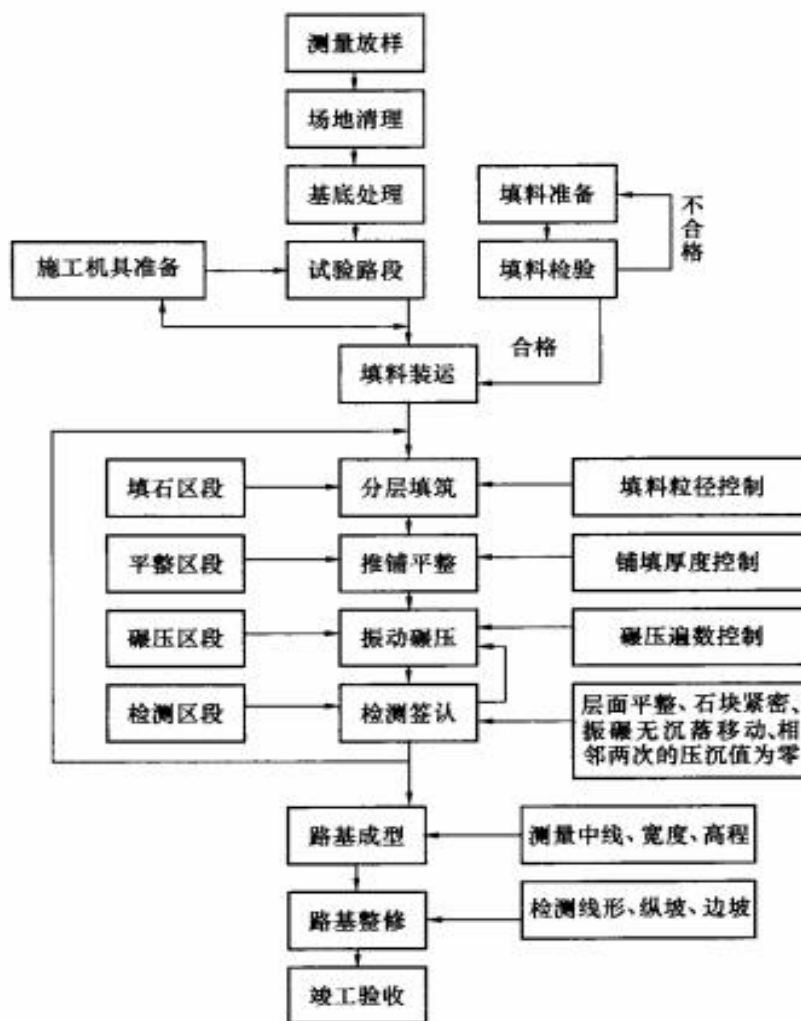 测量放样
场地清理
基底处理
填料准备
不合格
施工机具准备
试验路段
填料检验
合格
填料装运
填石区段
分层填筑
填料粒径控制
平整区段
推铺平整
铺填厚度控制
碾压区段
振动碾压
碾压遍数控制
检测区段
检测签认
层面平整、石块紧密、
振碾无沉落移动、相
邻两次的压沉值为零
路基成型
测量中线、宽度、高程
路基整修
检测线形、纵坡、边坡
竣工验收